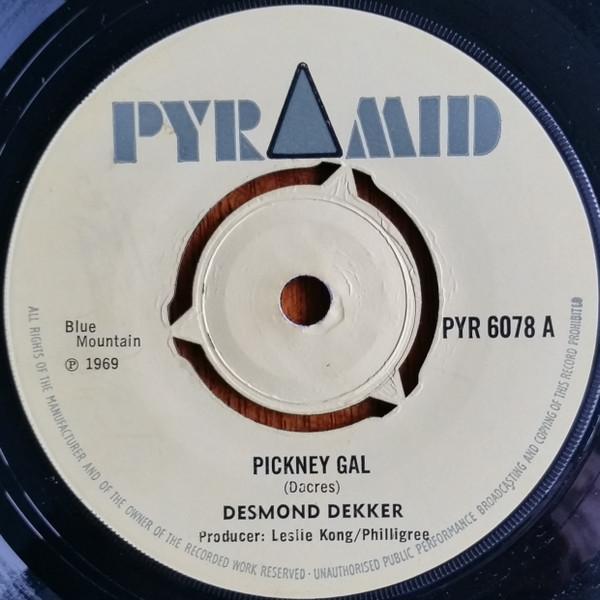 PYRAMID
Blue
Mountain
℗ 1969
PYR 6078 A
PICKNEY GAL
(Dacres)
DESMOND DEKKER
Producer: Leslie Kong/Philligree
ALL RIGHTS OF THE MANUFACTURER AND OF THE OWNER OF THE RECORDED WORK RESERVED · UNAUTHORISED PUBLIC PERFORMANCE BROADCASTING AND COPYING OF THIS RECORD PROHIBITED